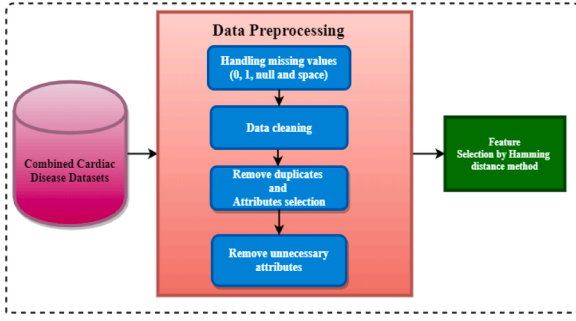 Data Preprocessing
Handling missing values
(0, 1, null and space)
Data cleaning
Remove duplicates
and
Attributes selection
Remove unnecessary
attributes
Combined Cardiac
Disease Datasets
Feature
Selection by Hamming
distance method